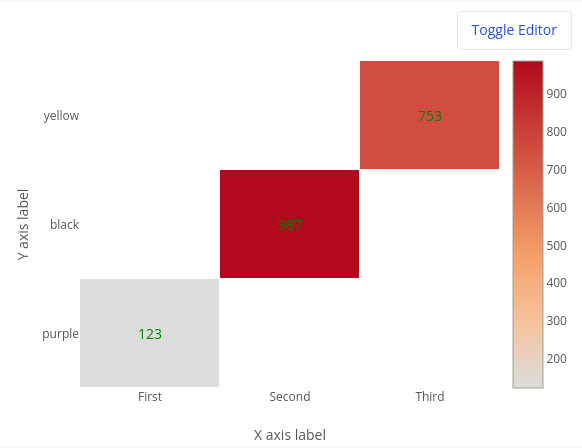 Toggle Editor
yellow
753
900
800
700
600
500
400
300
200
Y axis label
black
987
purple
123
First
Second
Third
X axis label